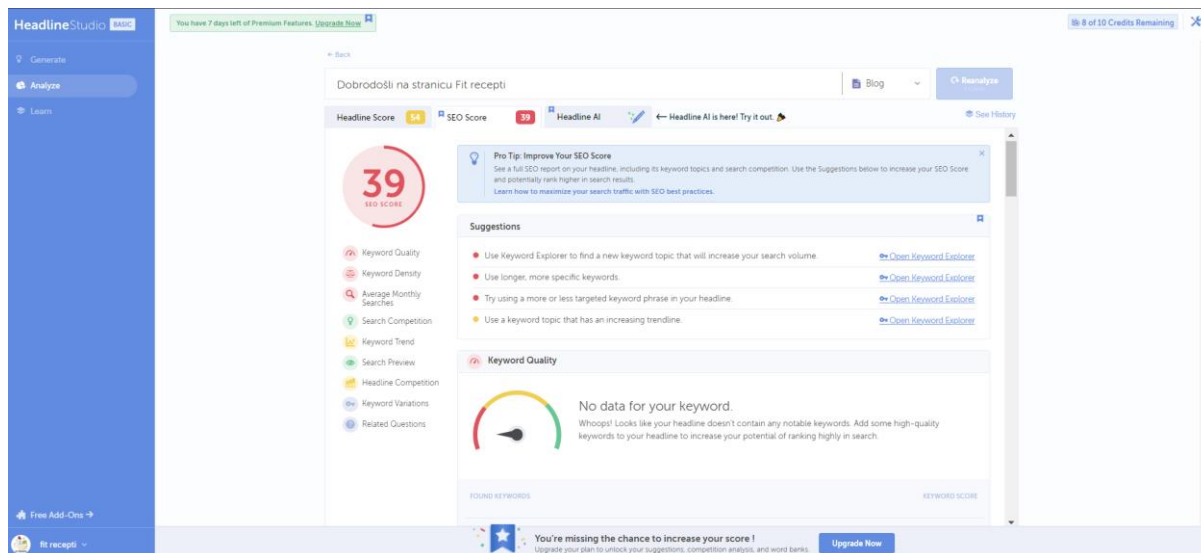 HeadlineStudio BASIC
You have 7 days left of Premium Features. Upgrade Now
8 of 10 Credits Remaining
Generate
Analyze
Learn
← Back
Dobrodošli na stranicu Fit recepti
Blog
Reanalyze
Headline Score 54
SEO Score 39
Headline AI
← Headline AI is here! Try it out.
See History
39
SEO SCORE
Keyword Quality
Keyword Density
Average Monthly
Searches
Search Competition
Keyword Trend
Search Preview
Headline Competition
Keyword Variations
Related Questions
Pro Tip: Improve Your SEO Score
See a full SEO report on your headline, including its keyword topics and search competition. Use the Suggestions below to increase your SEO Score
and potentially rank higher in search results.
Learn how to maximize your search traffic with SEO best practices.
Suggestions
Use Keyword Explorer to find a new keyword topic that will increase your search volume. Open Keyword Explorer
Use longer, more specific keywords. Open Keyword Explorer
Try using a more or less targeted keyword phrase in your headline Open Keyword Explorer
Use a keyword topic that has an increasing trendline. Open Keyword Explorer
Keyword Quality
No data for your keyword.
Whoops! Looks like your headline doesn't contain any notable keywords. Add some high-quality
keywords to your headline to increase your potential of ranking highly in search.
FOUND KEYWORDS KEYWORD SCORE
Free Add-Ons →
fit recepti
You're missing the chance to increase your score !
Upgrade your plan to unlock your suggestions, competition analysis, and word banks.
Upgrade Now